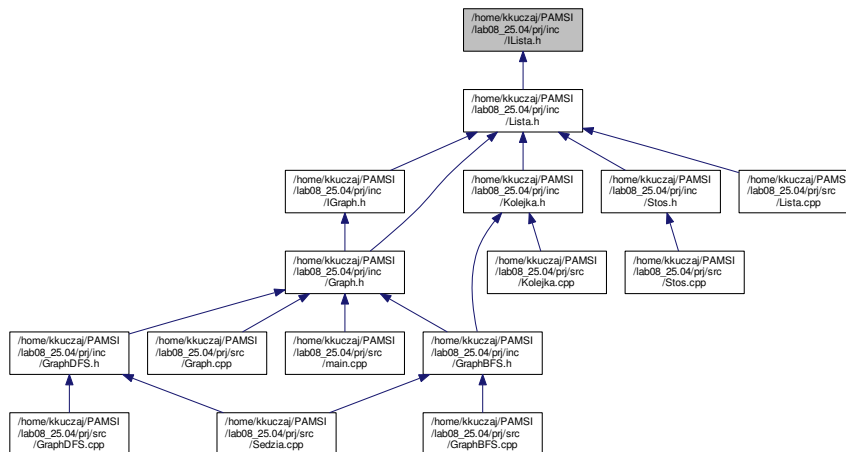 /home/kkuczaj/PAMSI
/lab08_25.04/prj/inc
/ILista.h
/home/kkuczaj/PAMSI
/lab08_25.04/prj/inc
/Lista.h
/home/kkuczaj/PAMSI
/lab08_25.04/prj/inc
/IGraph.h
/home/kkuczaj/PAMSI
/lab08_25.04/prj/inc
/Kolejka.h
/home/kkuczaj/PAMSI
/lab08_25.04/prj/inc
/Stos.h
/home/kkuczaj/PAMSI
/lab08_25.04/prj/src
/Lista.cpp
/home/kkuczaj/PAMSI
/lab08_25.04/prj/inc
/Graph.h
/home/kkuczaj/PAMSI
/lab08_25.04/prj/src
/Kolejka.cpp
/home/kkuczaj/PAMSI
/lab08_25.04/prj/src
/Stos.cpp
/home/kkuczaj/PAMSI
/lab08_25.04/prj/inc
/GraphDFS.h
/home/kkuczaj/PAMSI
/lab08_25.04/prj/src
/Graph.cpp
/home/kkuczaj/PAMSI
/lab08_25.04/prj/src
/main.cpp
/home/kkuczaj/PAMSI
/lab08_25.04/prj/inc
/GraphBFS.h
/home/kkuczaj/PAMSI
/lab08_25.04/prj/src
/GraphDFS.cpp
/home/kkuczaj/PAMSI
/lab08_25.04/prj/src
/Sedzia.cpp
/home/kkuczaj/PAMSI
/lab08_25.04/prj/src
/GraphBFS.cpp